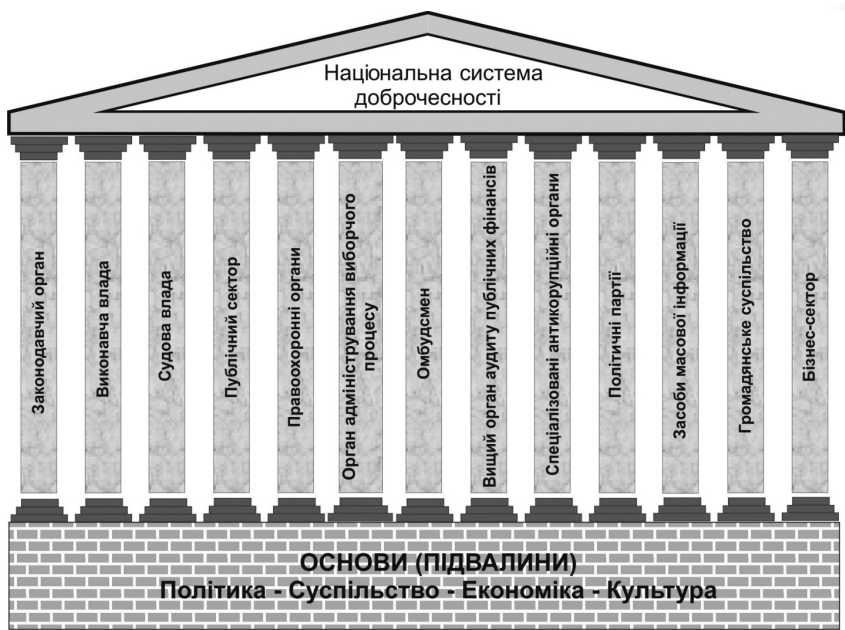 Національна система
доброчесності
Законодавчий орган
Виконавча влада
Судова влада
Публічний сектор
Правоохоронні органи
Орган адміністрування виборчого
процесу
Омбудсмен
Вищий орган аудиту публічних фінансів
Спеціалізовані антикорупційні органи
Політичні партії
Засоби масової інформації
Громадянське суспільство
Бізнес-сектор
ОСНОВИ (ПІДВАЛИНИ)
Політика - Суспільство - Економіка - Культура